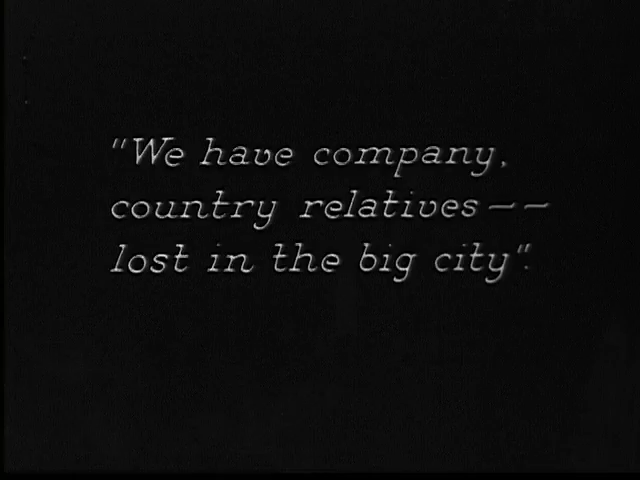 "We have company,
country relatives--
lost in the big city".